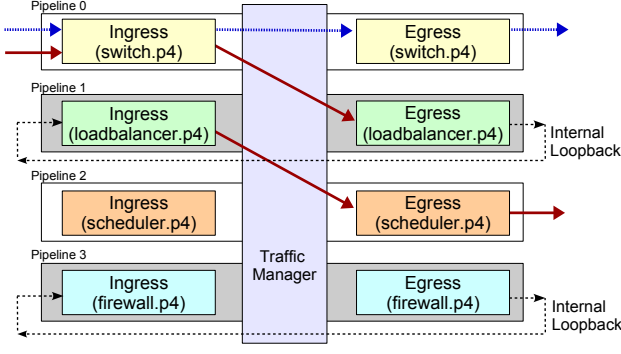 Pipeline 0
Ingress
(switch.p4)
Egress
(switch.p4)
Pipeline 1
Ingress
(loadbalancer.p4)
Egress
(loadbalancer.p4)
Internal
Loopback
Pipeline 2
Ingress
(scheduler.p4)
Egress
(scheduler.p4)
Traffic
Manager
Pipeline 3
Ingress
(firewall.p4)
Egress
(firewall.p4)
Internal
Loopback